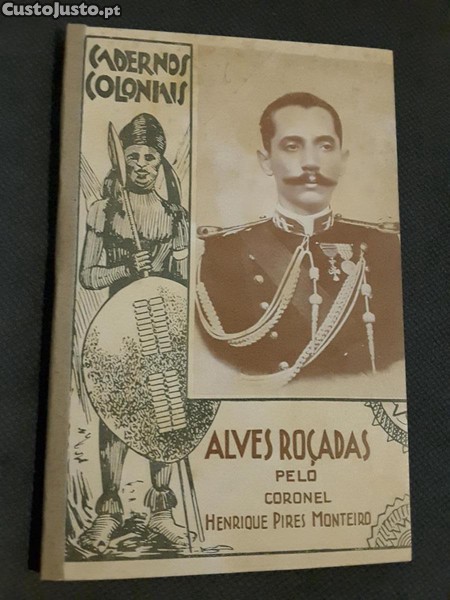 CustoJusto.pt
CADERNOS
COLONIAIS
ALVES ROÇADAS
PELO
CORONEL
HENRIQUE PIRES MONTEIRO